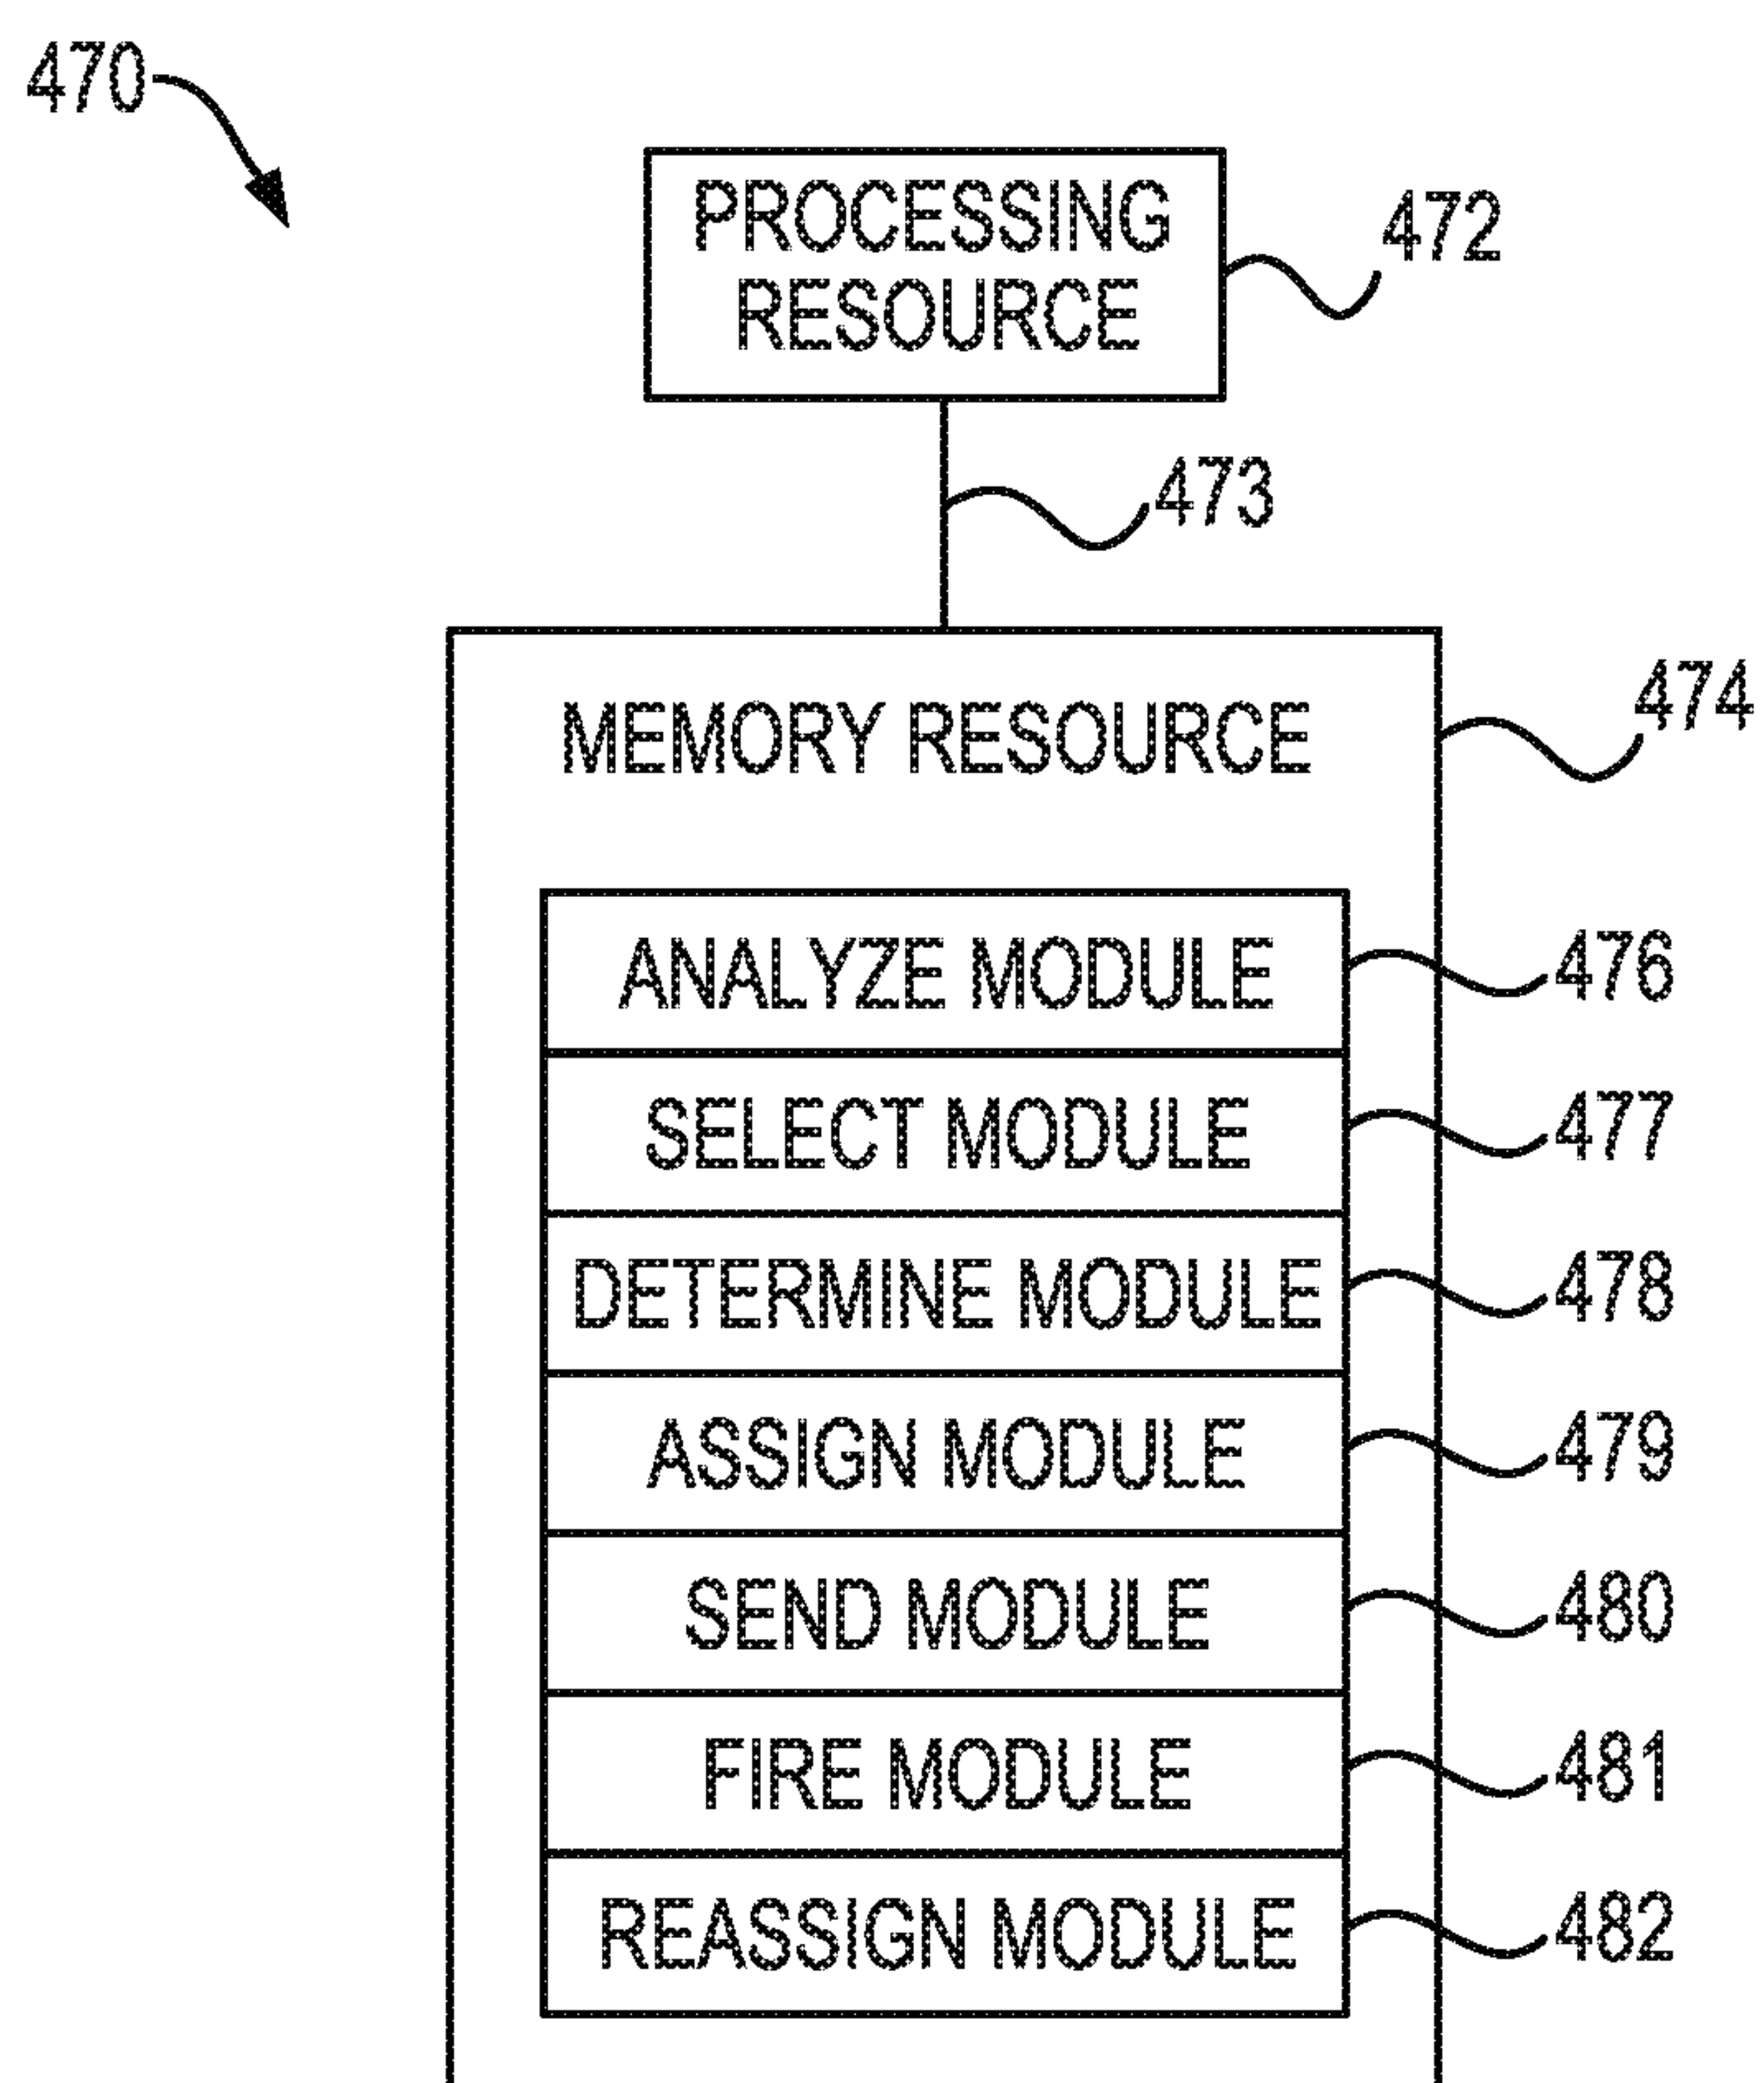 470
PROCESSING
RESOURCE
472
473
MEMORY RESOURCE
474
ANALYZE MODULE
476
SELECT MODULE
477
DETERMINE MODULE
478
ASSIGN MODULE
479
SEND MODULE
480
FIRE MODULE
481
REASSIGN MODULE
482